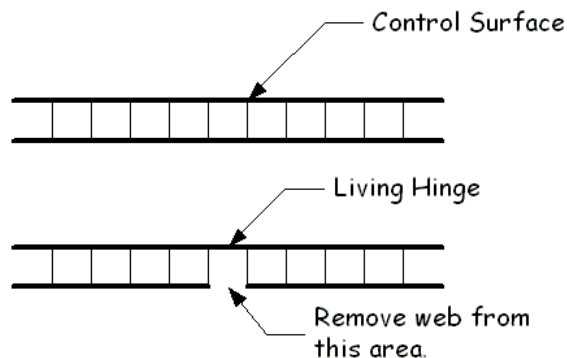 Control Surface
Living Hinge
Remove web from
this area.